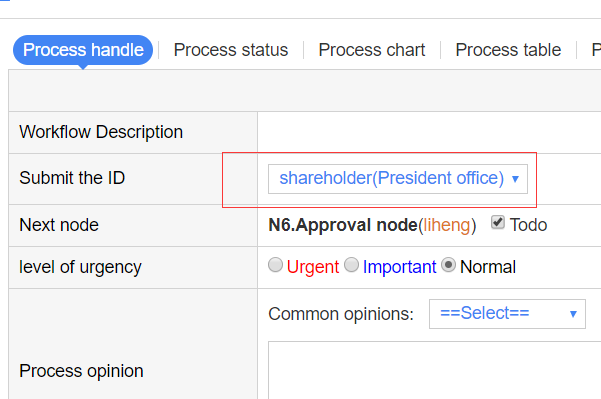 Process handle Process status Process chart Process table P
Workflow Description
Submit the ID shareholder(President office)
Next node N6.Approval node(liheng) Todo
level of urgency Urgent Important Normal
Common opinions: ==Select==
Process opinion